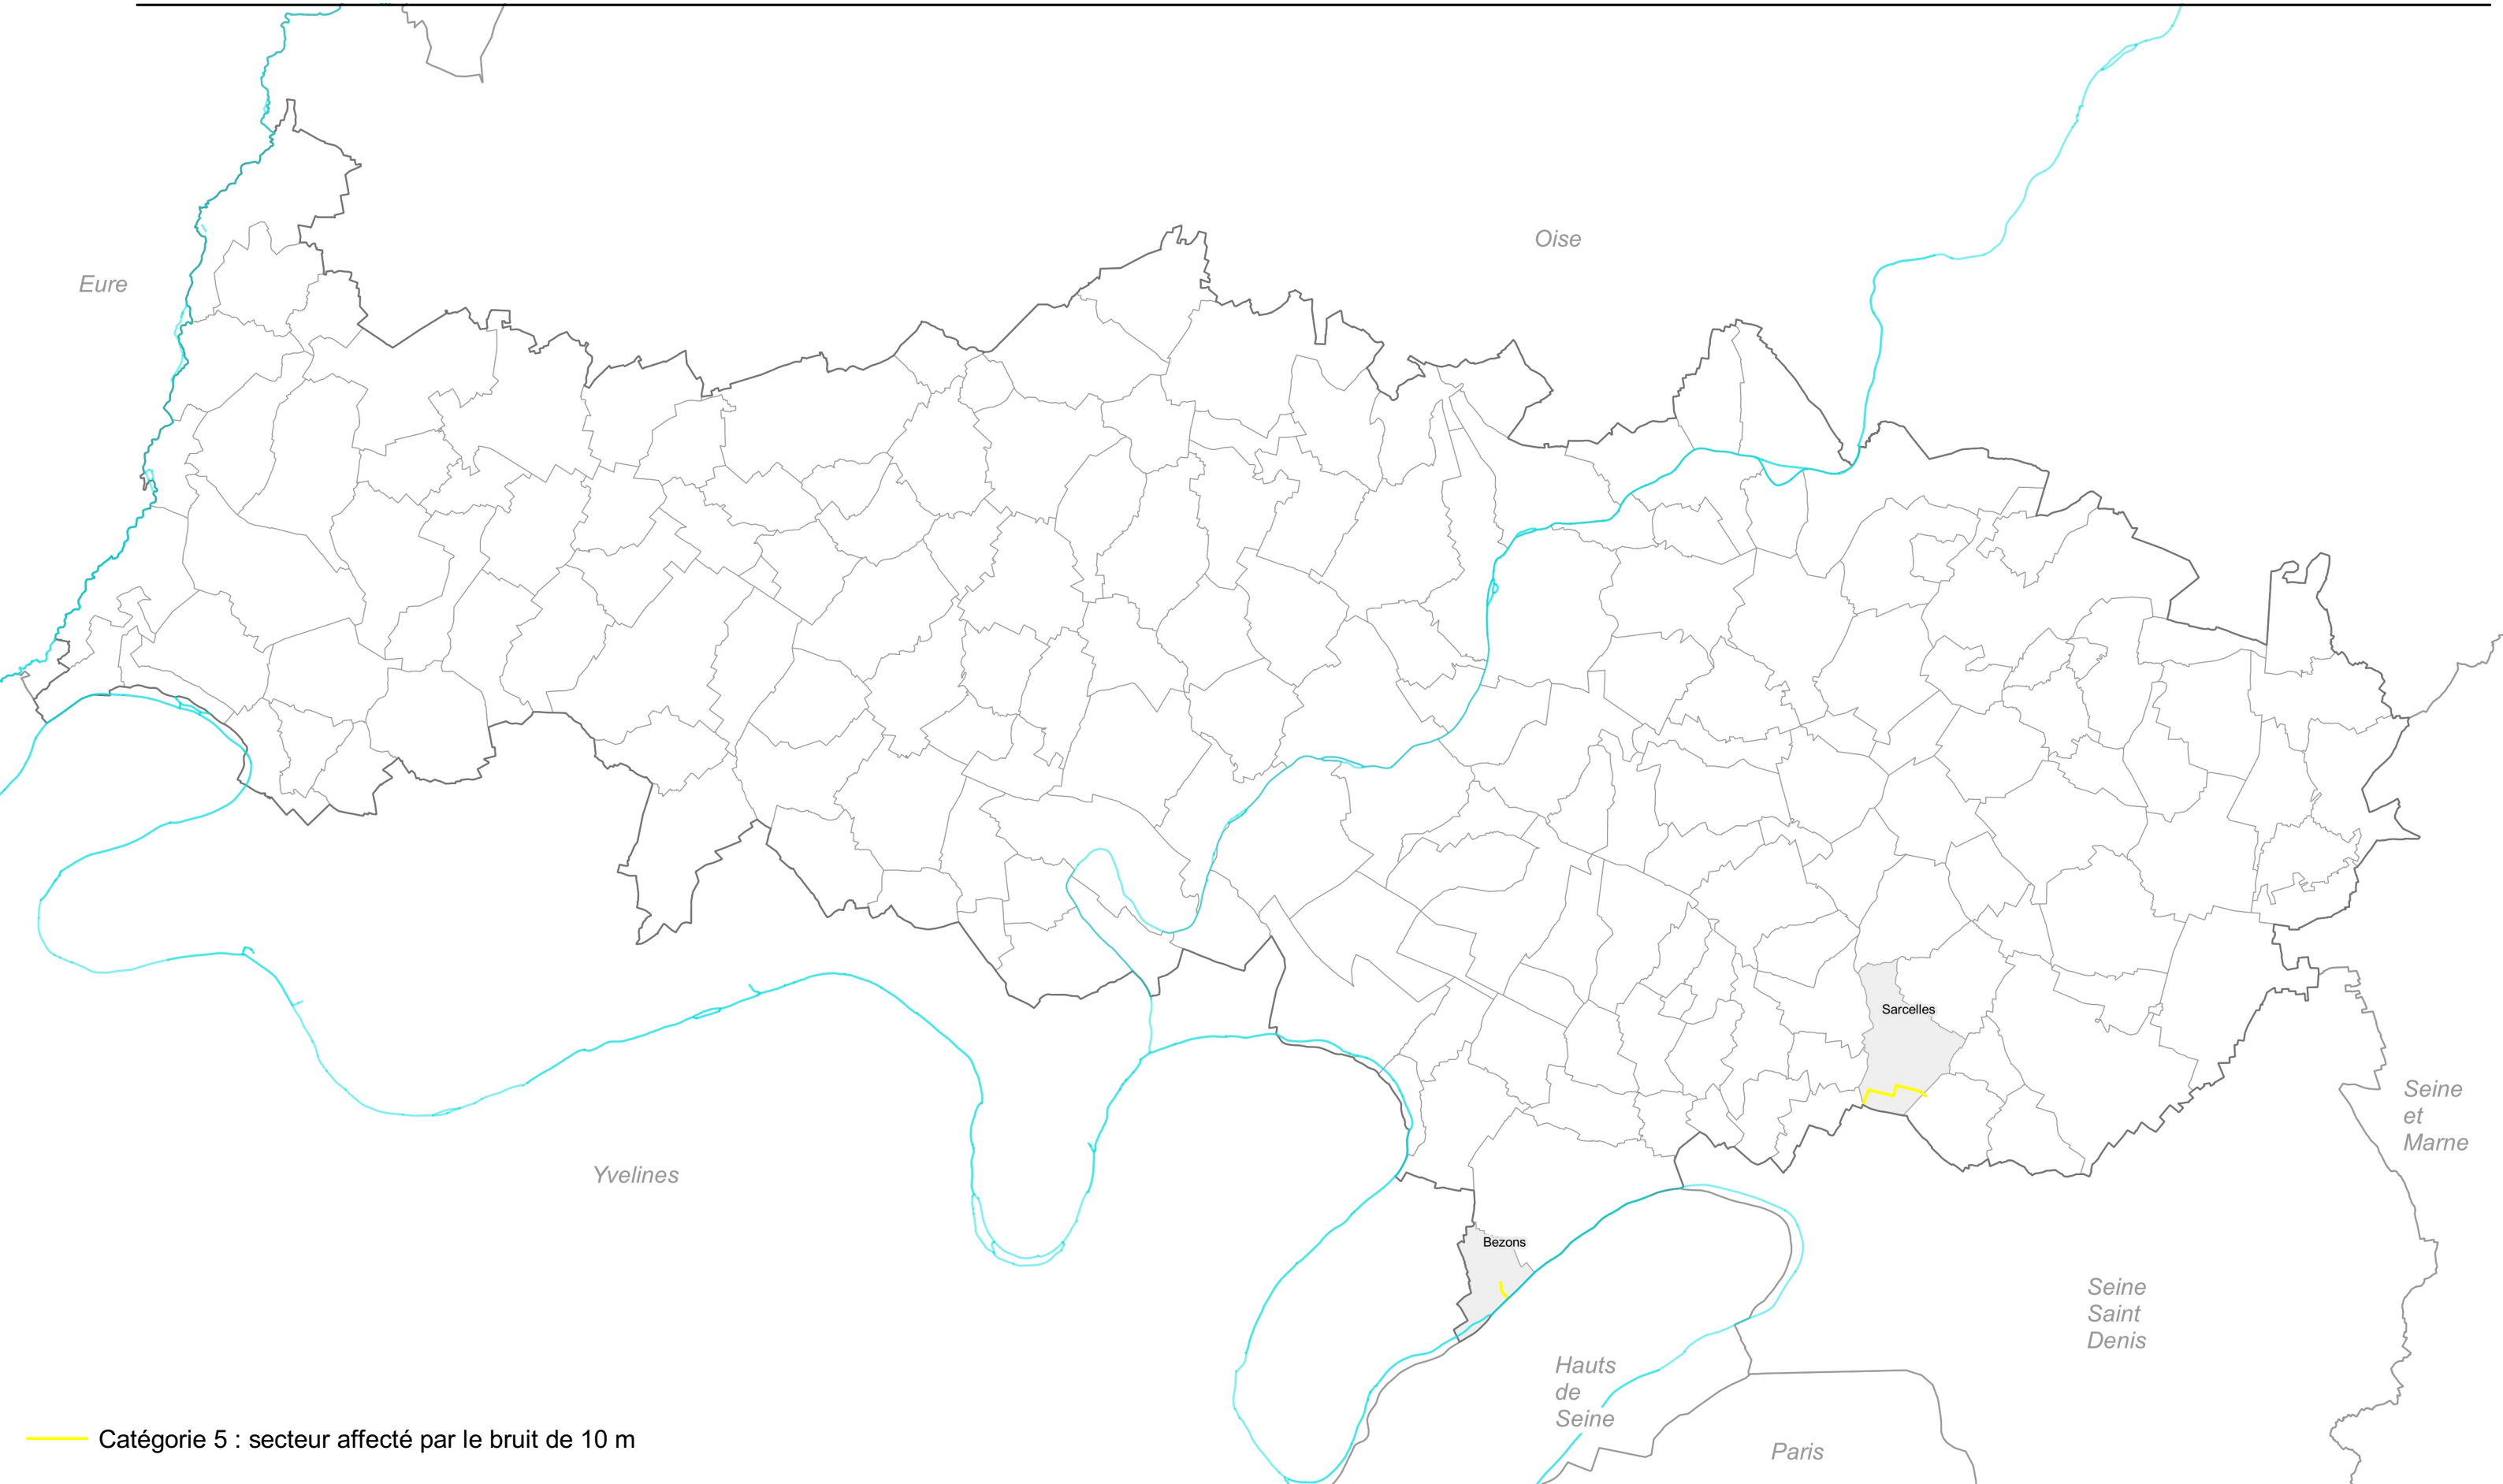 Oise
Eure
Sarcelles
Seine
et
Marne
Yvelines
Bezons
Seine
Saint
Denis
Hauts
de
Seine
Catégorie 5 : secteur affecté par le bruit de 10 m
Paris